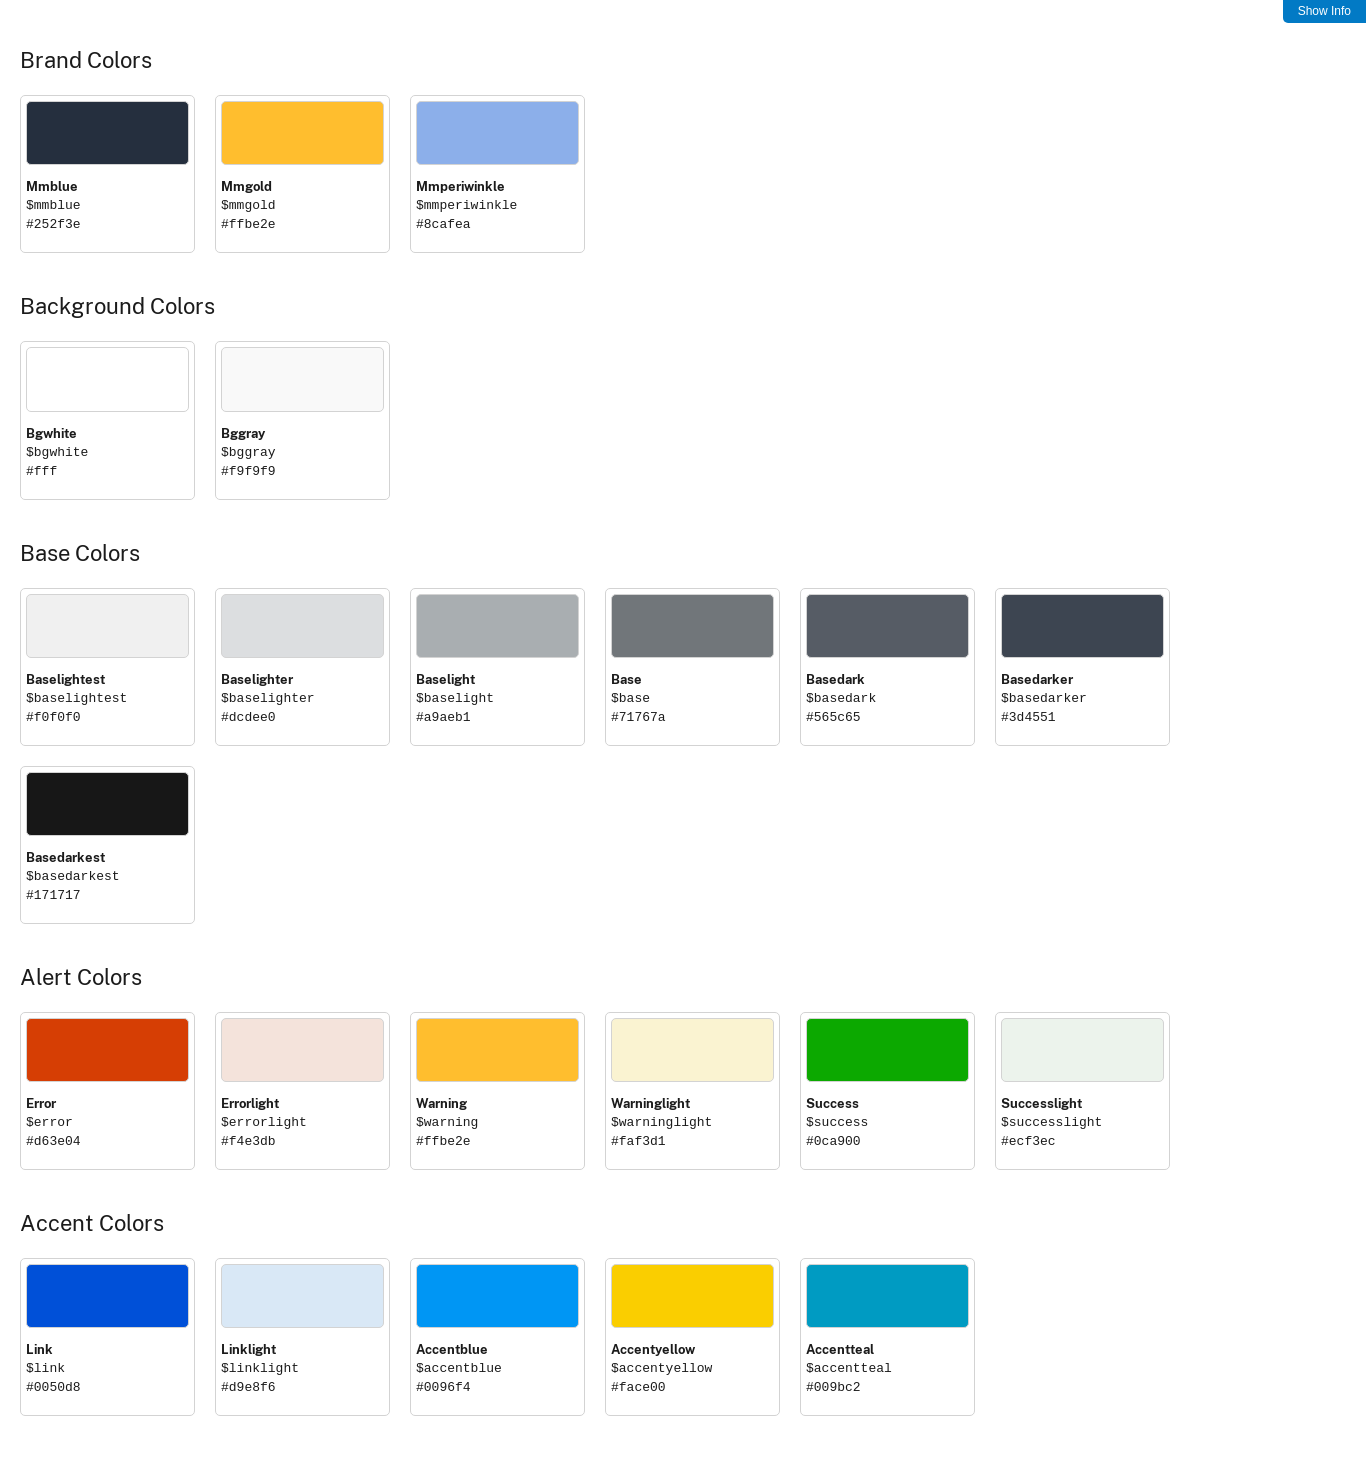 Show Info
Brand Colors
Mmblue
$mmblue
#252f3e
Mmgold
$mmgold
#ffbe2e
Mmperiwinkle
$mmperiwinkle
#8cafea
Background Colors
Bgwhite
$bgwhite
#fff
Bggray
$bggray
#f9f9f9
Base Colors
Baselightest
$baselightest
#f0f0f0
Baselighter
$baselighter
#dcdee0
Baselight
$baselight
#a9aeb1
Base
$base
#71767a
Basedark
$basedark
#565c65
Basedarker
$basedarker
#3d4551
Basedarkest
$basedarkest
#171717
Alert Colors
Error
$error
#d63e04
Errorlight
$errorlight
#f4e3db
Warning
$warning
#ffbe2e
Warninglight
$warninglight
#faf3d1
Success
$success
#0ca900
Successlight
$successlight
#ecf3ec
Accent Colors
Link
$link
#0050d8
Linklight
$linklight
#d9e8f6
Accentblue
$accentblue
#0096f4
Accentyellow
$accentyellow
#face00
Accentteal
$accentteal
#009bc2